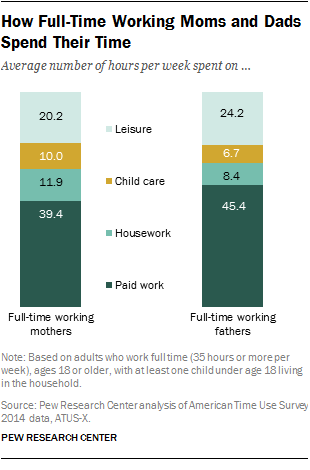 How Full-Time Working Moms and Dads
Spend Their Time
Average number of hours per week spent on ...
20.2
10.0
11.9
39.4
Leisure
Child care
Housework
Paid work
24.2
6.7
8.4
45.4
Full-time working
mothers
Full-time working
fathers
Note: Based on adults who work full time (35 hours or more per
week), ages 18 or older, with at least one child under age 18 living
in the household.
Source: Pew Research Center analysis of American Time Use Survey
2014 data, ATUS-X.
PEW RESEARCH CENTER